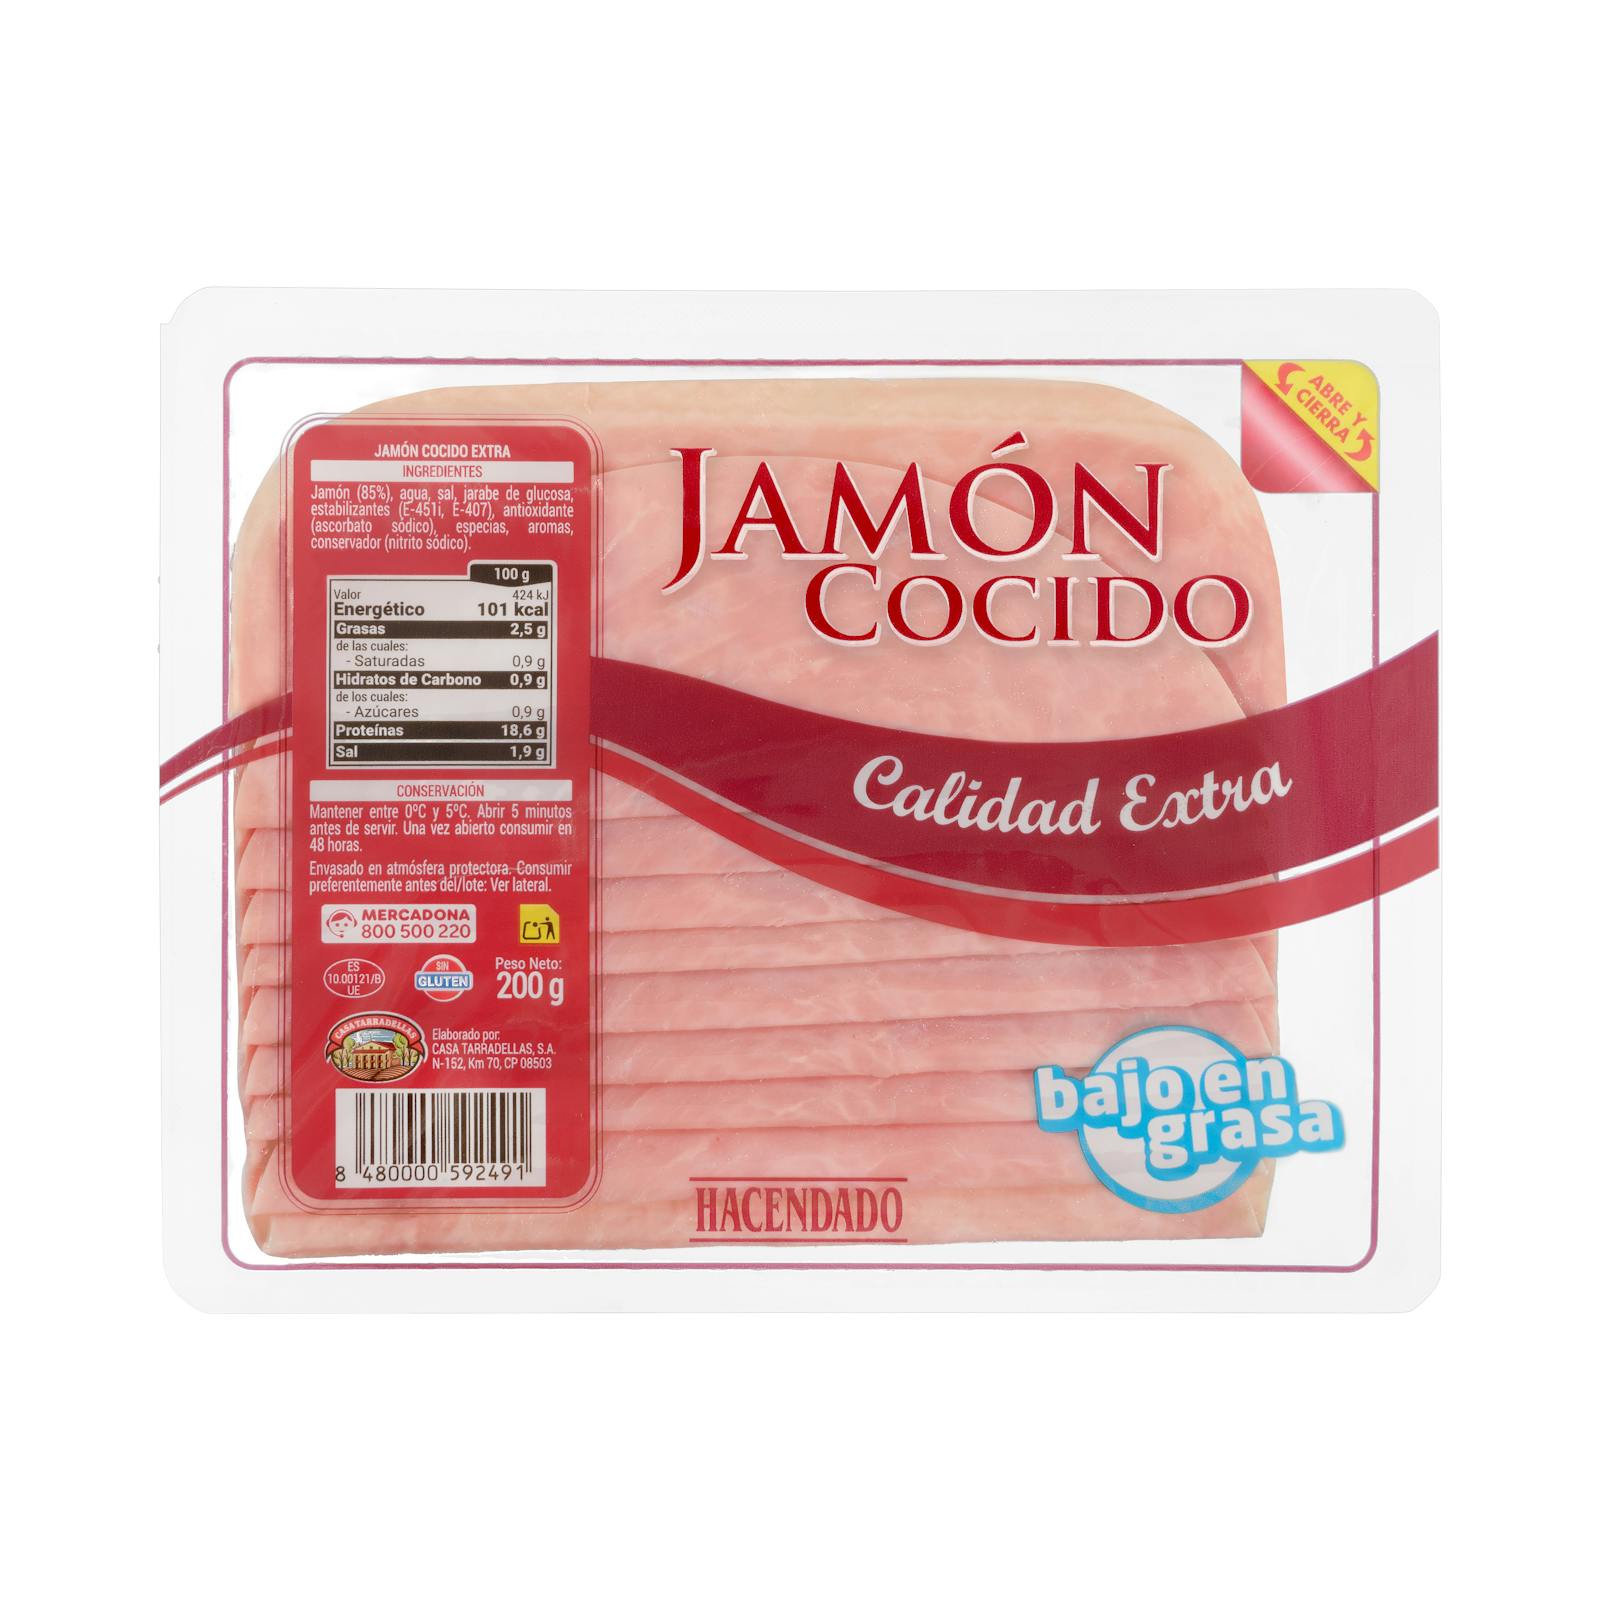 ABRE Y
CIERRA
JAMÓN
COCIDO
Calidad Extra
bajo en
grasa
HACENDADO
JAMÓN COCIDO EXTRA
INGREDIENTES
Jamón (85%), agua, sal, jarabe de glucosa,
estabilizantes (E-451i, E-407), antioxidante
(ascorbato sódico), especias, aromas,
conservador (nitrito sódico).
100 g
Valor 424 kJ
Energético 101 kcal
Grasas 2,5 g
de las cuales:
- Saturadas 0,9 g
Hidratos de Carbono 0,9 g
de los cuales:
- Azúcares 0,9 g
Proteínas 18,6 g
Sal 1,9 g
CONSERVACIÓN
Mantener entre 0ºC y 5ºC. Abrir 5 minutos
antes de servir. Una vez abierto consumir en
48 horas.
Envasado en atmósfera protectora. Consumir
preferentemente antes del/lote: Ver lateral.
MERCADONA
800 500 220
ES
10.00121/B
UE
SIN
GLUTEN
Peso Neto:
200 g
CASA TARRADELLAS
Elaborado por:
CASA TARRADELLAS, S.A.
N-152, Km 70, CP 08503
8 480000 592491